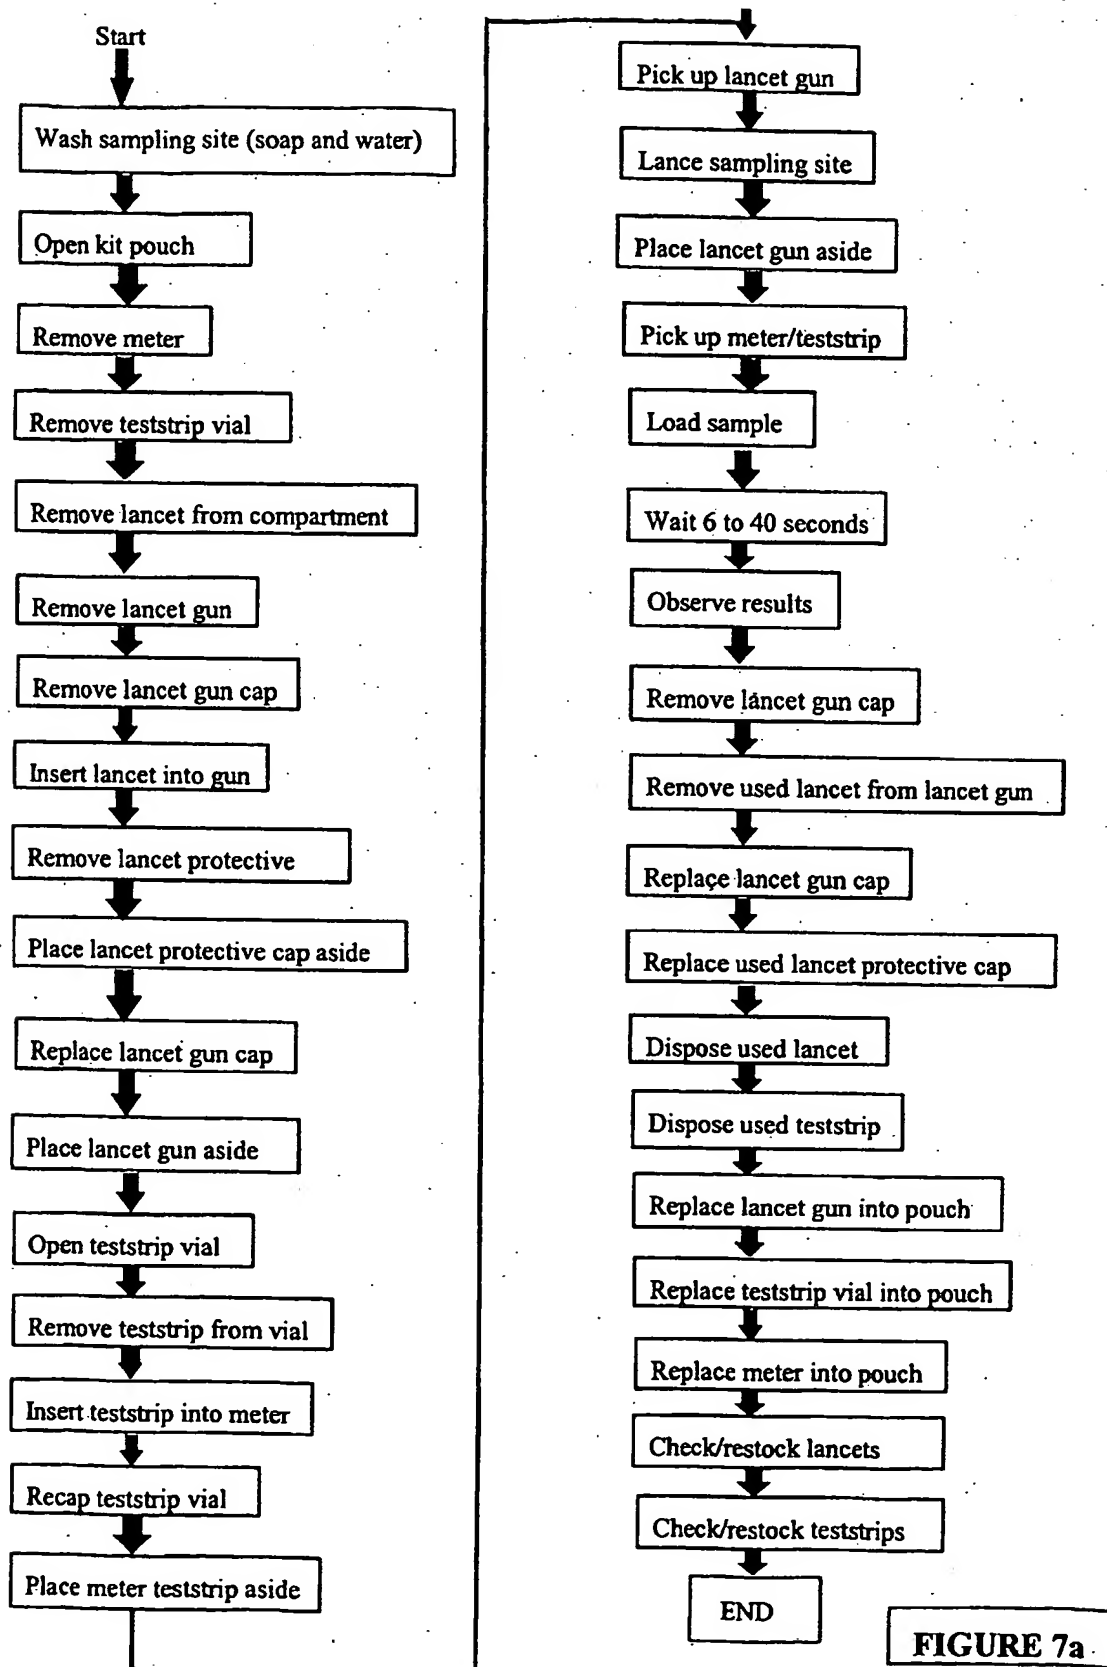 Start
Wash sampling site (soap and water)
Open kit pouch
Remove meter
Remove teststrip vial
Remove lancet from compartment
Remove lancet gun
Remove lancet gun cap
Insert lancet into gun
Remove lancet protective
Place lancet protective cap aside
Replace lancet gun cap
Place lancet gun aside
Open teststrip vial
Remove teststrip from vial
Insert teststrip into meter
Recap teststrip vial
Place meter teststrip aside
Pick up lancet gun
Lance sampling site
Place lancet gun aside
Pick up meter/teststrip
Load sample
Wait 6 to 40 seconds
Observe results
Remove lancet gun cap
Remove used lancet from lancet gun
Replace lancet gun cap
Replace used lancet protective cap
Dispose used lancet
Dispose used teststrip
Replace lancet gun into pouch
Replace teststrip vial into pouch
Replace meter into pouch
Check/restock lancets
Check/restock teststrips
END
FIGURE 7a